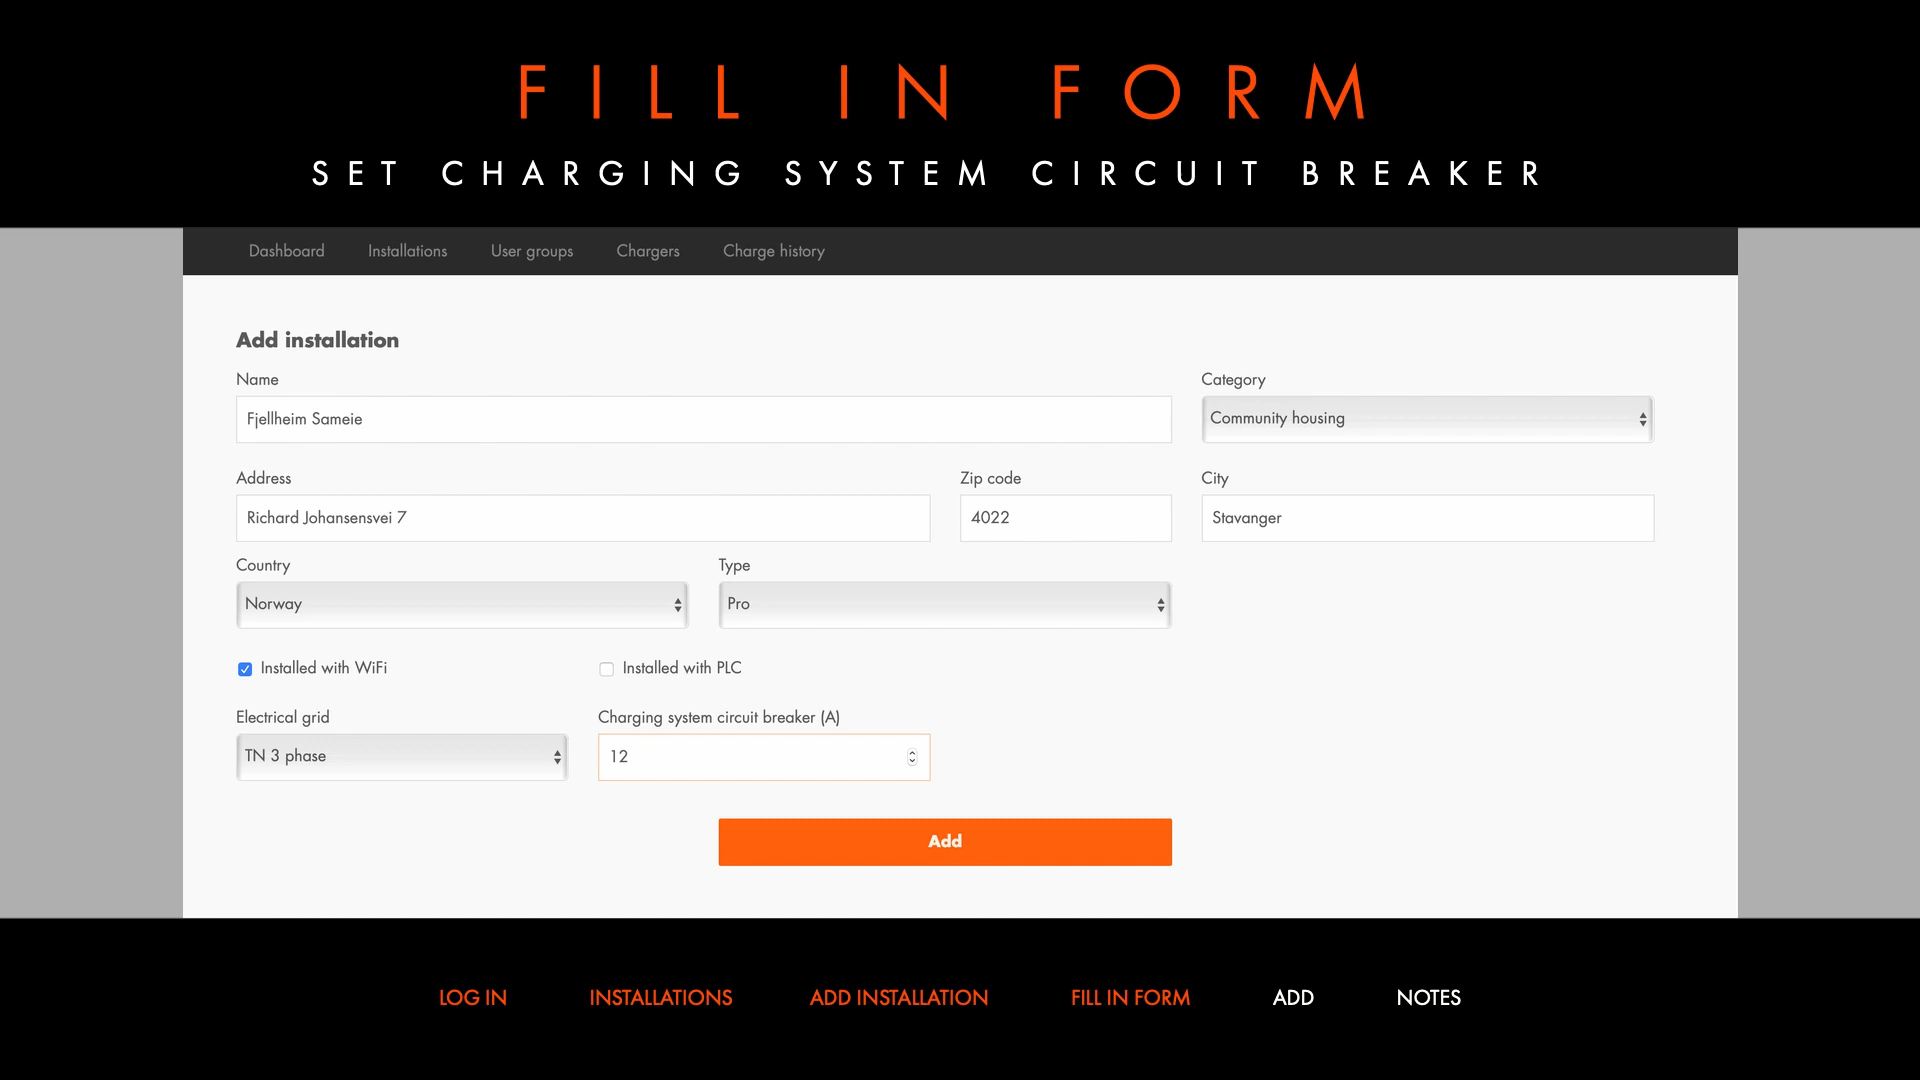 FILL IN FORM
SET CHARGING SYSTEM CIRCUIT BREAKER
Dashboard Installations User groups Chargers Charge history
Add installation
Name Category
Fjellheim Sameie Community housing
Address Zip code City
Richard Johansensvei 7 4022 Stavanger
Country Type
Norway Pro
Installed with WiFi Installed with PLC
Electrical grid Charging system circuit breaker (A)
TN 3 phase 12
Add
LOG IN INSTALLATIONS ADD INSTALLATION FILL IN FORM ADD NOTES